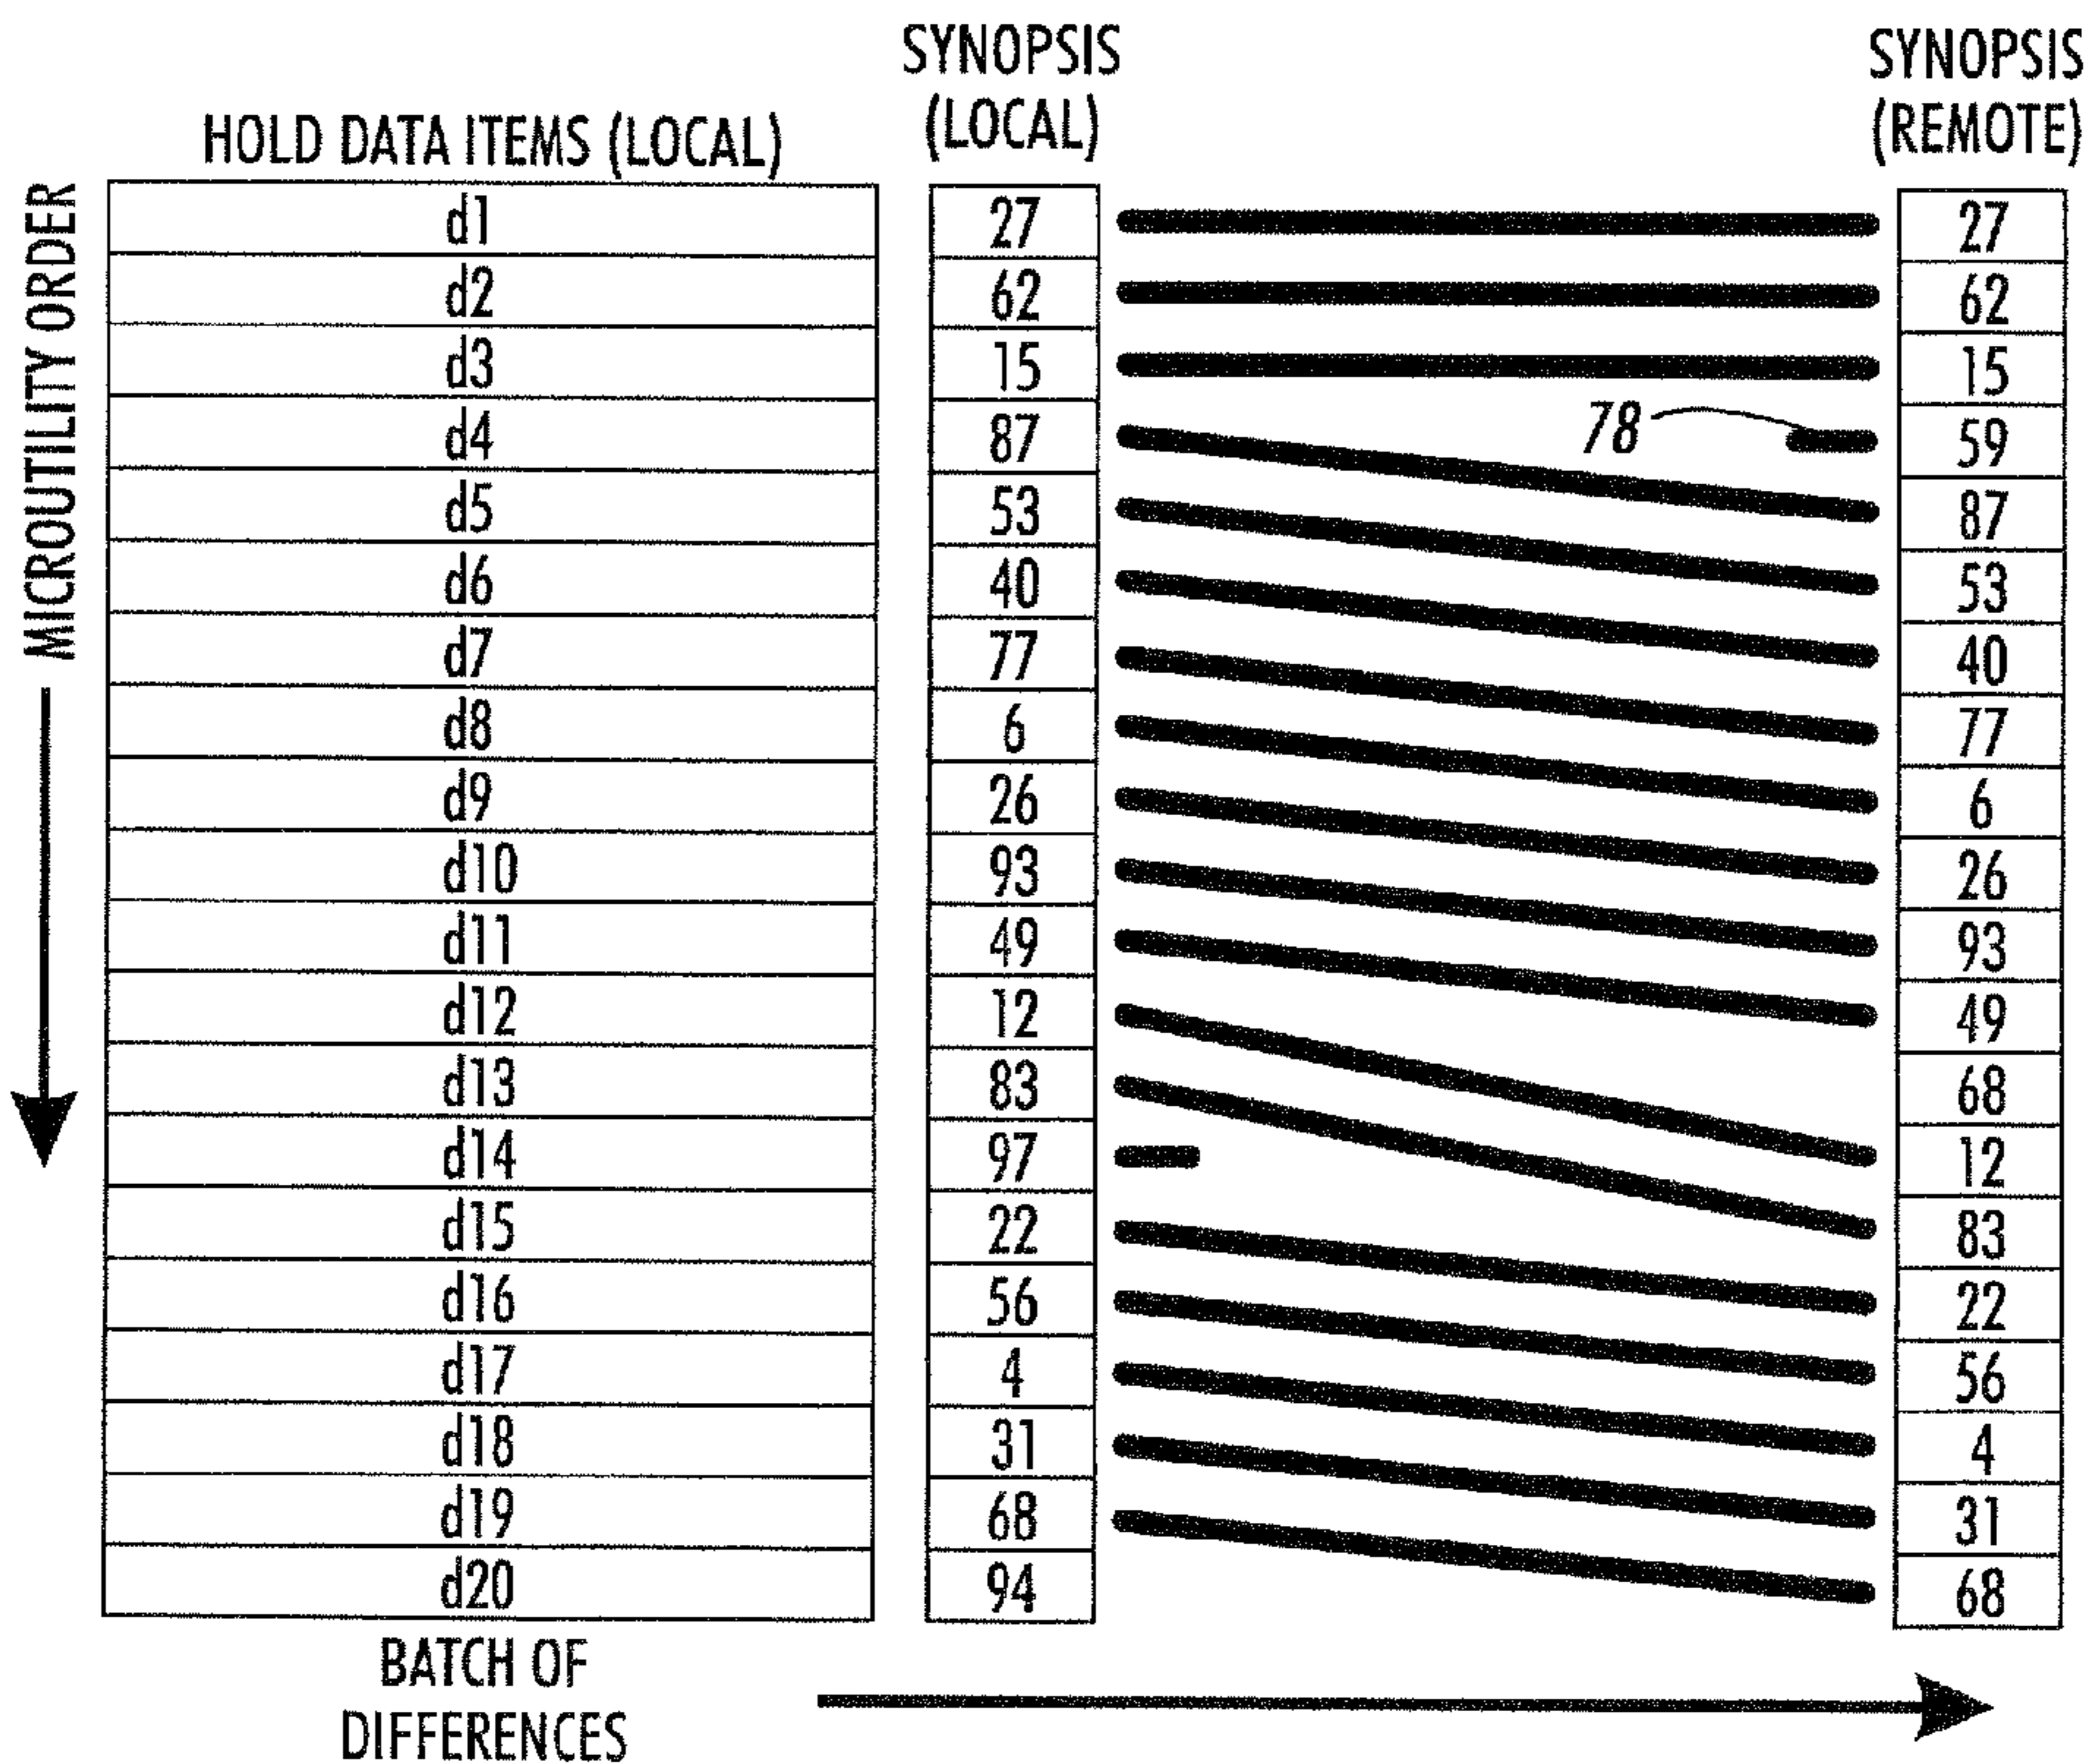 SYNOPSIS
(LOCAL)
SYNOPSIS
(REMOTE)
HOLD DATA ITEMS (LOCAL)
MICROUTILITY ORDER
d1 27 27
d2 62 62
d3 15 15
d4 87 78 59
d5 53 87
d6 40 53
d7 77 40
d8 6 77
d9 26 6
d10 93 26
d11 49 93
d12 12 49
d13 83 68
d14 97 12
d15 22 83
d16 56 22
d17 4 56
d18 31 4
d19 68 31
d20 94 68
BATCH OF
DIFFERENCES